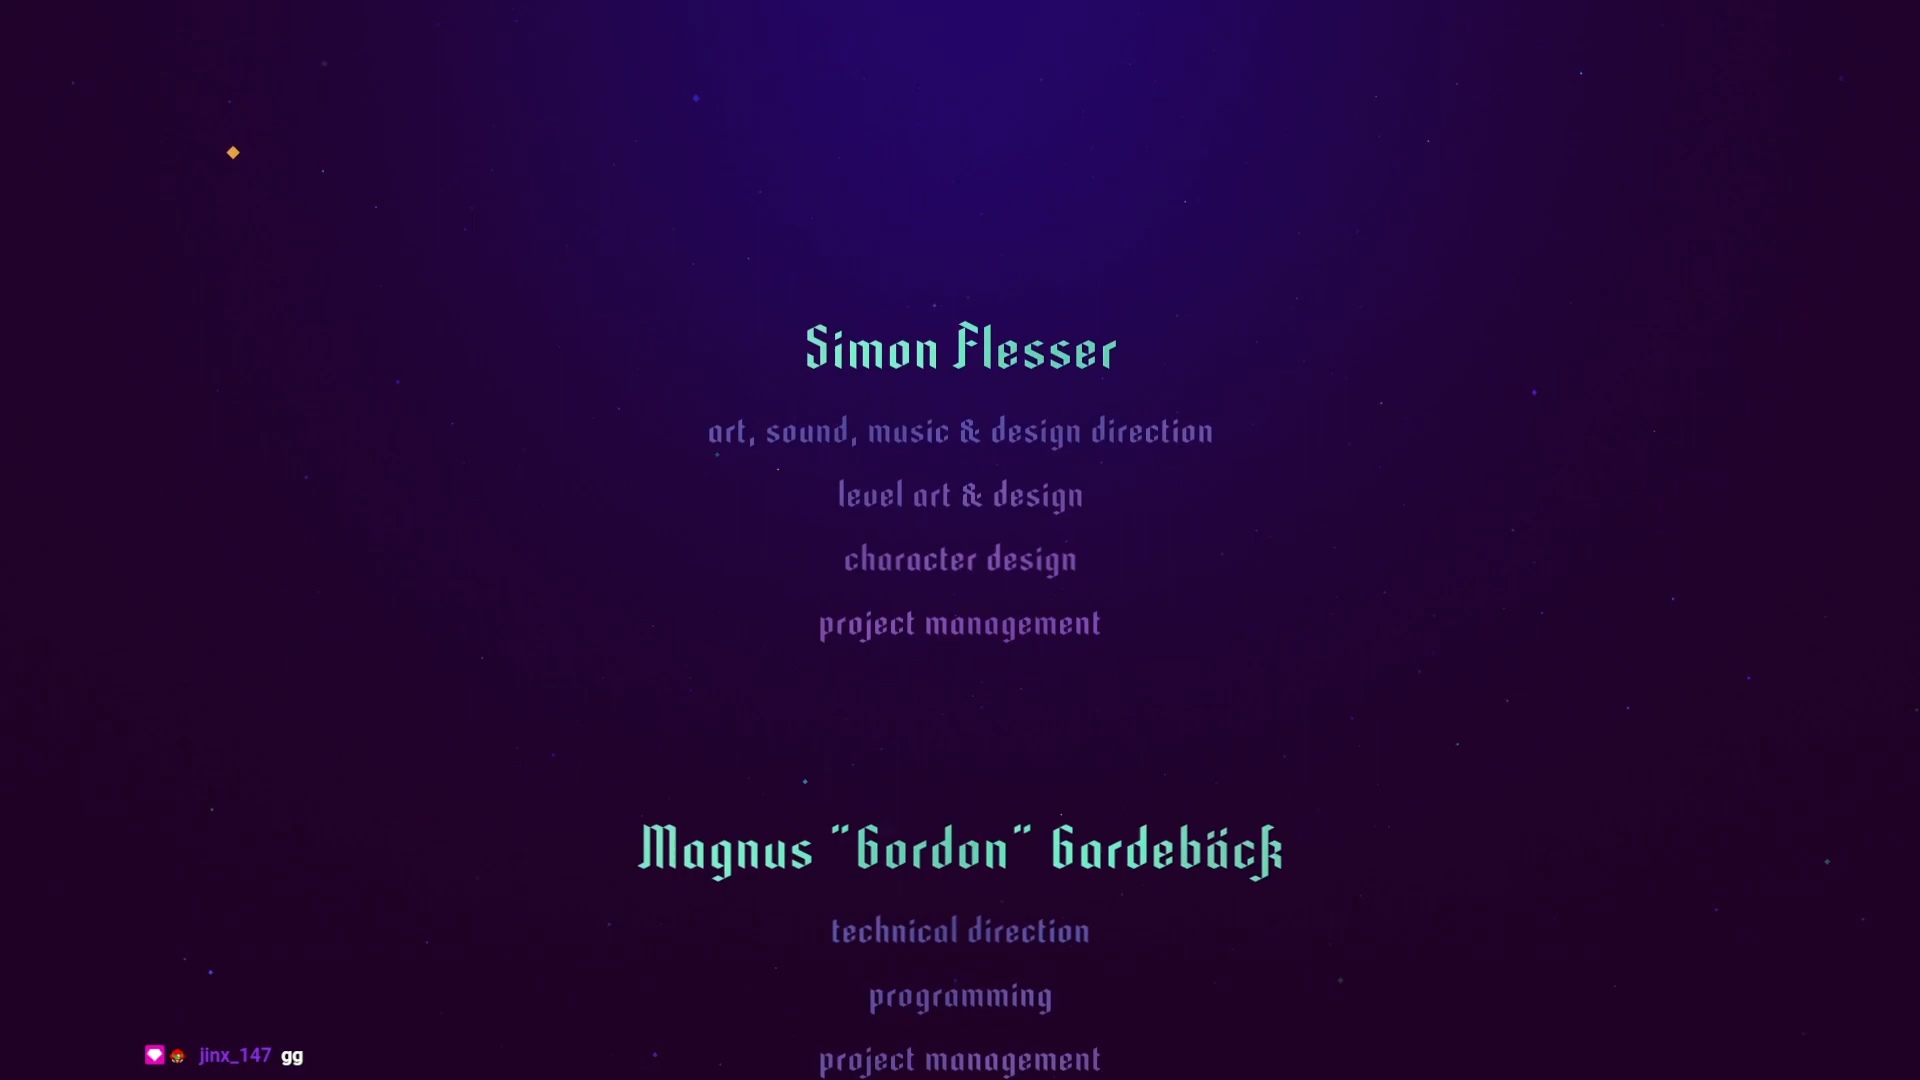 Simon Flesser
art, sound, music & design direction
level art & design
character design
project management
Magnus "Gordon" Gardebäck
technical direction
programming
project management
jinx_147 gg